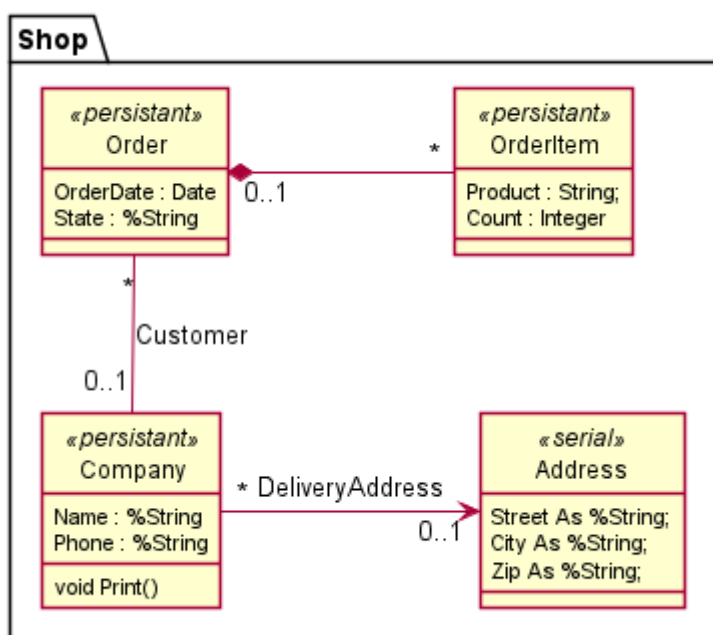 Shop
«persistant»
Order
OrderDate : Date
State : %String
0..1
*
«persistant»
OrderItem
Product : String;
Count : Integer
*
Customer
0..1
«persistant»
Company
Name : %String
Phone : %String
void Print()
* DeliveryAddress
0..1
«serial»
Address
Street As %String;
City As %String;
Zip As %String;